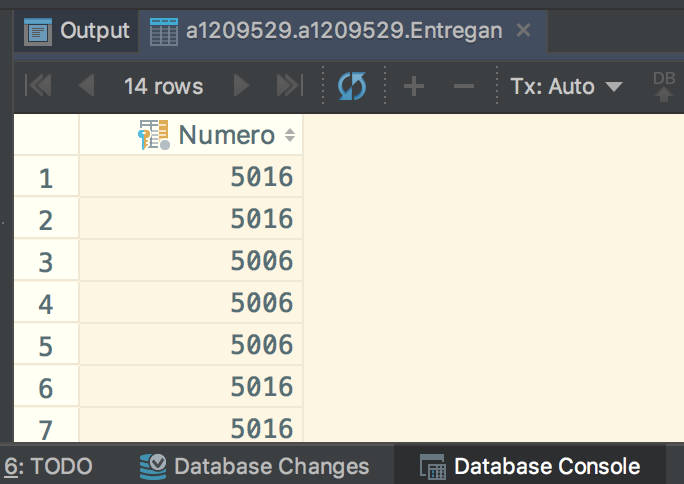 Output a1209529.a1209529.Entregan
14 rows Tx: Auto DB
Numero
1 5016
2 5016
3 5006
4 5006
5 5006
6 5016
7 5016
6: TODO Database Changes Database Console